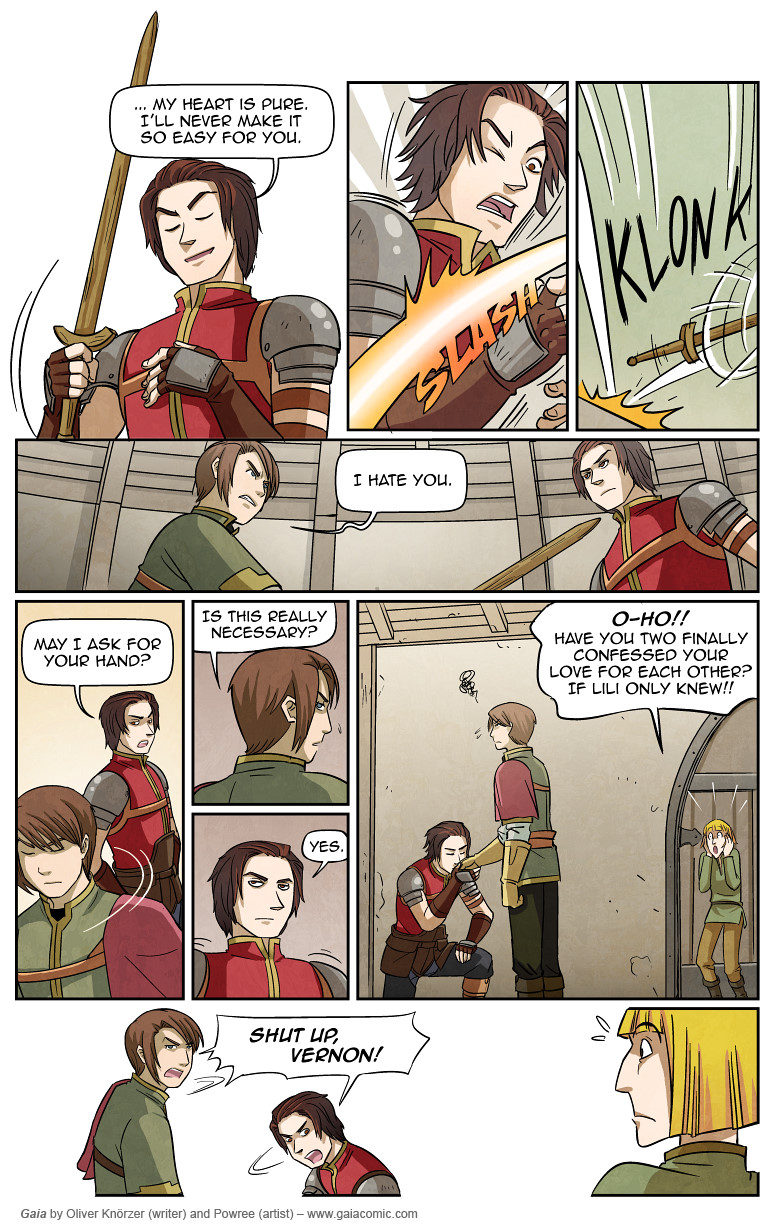 ... MY HEART IS PURE.
I'LL NEVER MAKE IT
SO EASY FOR YOU.
SLASH
KLONK
I HATE YOU.
MAY I ASK FOR
YOUR HAND?
IS THIS REALLY
NECESSARY?
YES.
O-HO!!
HAVE YOU TWO FINALLY
CONFESSED YOUR
LOVE FOR EACH OTHER?
IF LILI ONLY KNEW!!
SHUT UP,
VERNON!
Gaia by Oliver Knörzer (writer) and Powree (artist) – www.gaiacomic.com